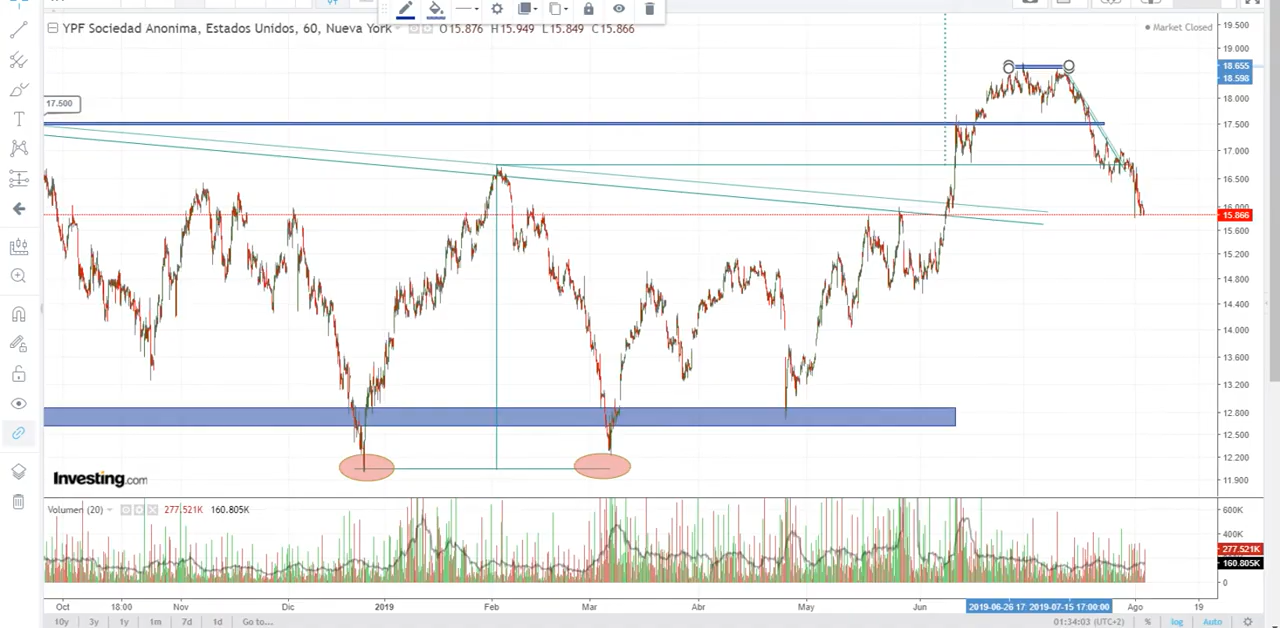 YPF Sociedad Anonima, Estados Unidos, 60, Nueva York O15.876 H15.949 L15.849 C15.866
Market Closed
19.500
19.000
18.655
18.598
18.000
17.500
17.500
17.000
16.500
16.000
15.866
15.600
15.200
14.800
14.400
14.000
13.600
13.200
12.800
12.500
12.200
11.900
Investing.com
Volumen (20) 277.521K 160.805K
600K
400K
277.521K
160.805K
0
Oct 18:00 Nov Dic 2019 Feb Mar Abr May Jun 2019-06-26 17: 2019-07-15 17:00:00 Ago 19
10y 3y 1y 1m 7d 1d Go to... 01:34:03 (UTC+2) % log Auto